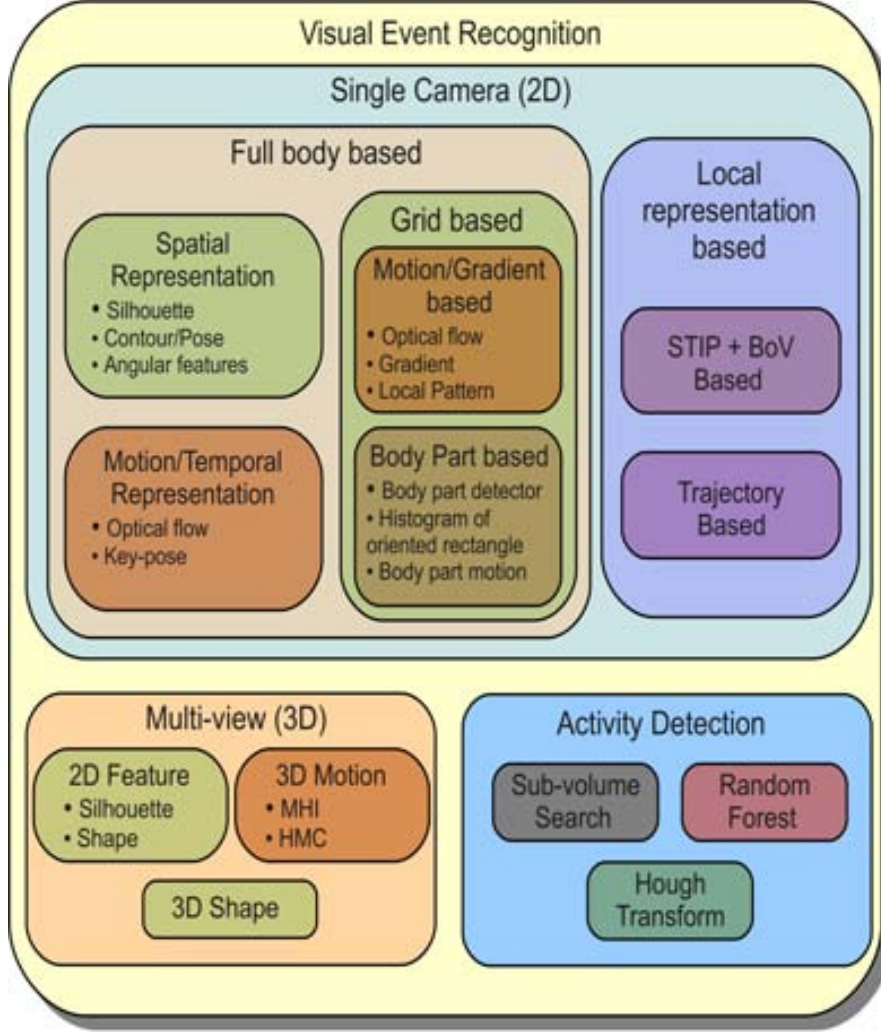 Visual Event Recognition
Single Camera (2D)
Full body based
Spatial
Representation
• Silhouette
• Contour/Pose
• Angular features
Motion/Temporal
Representation
• Optical flow
• Key-pose
Grid based
Motion/Gradient
based
• Optical flow
• Gradient
• Local Pattern
Body Part based
• Body part detector
• Histogram of
oriented rectangle
• Body part motion
Local
representation
based
STIP + BoV
Based
Trajectory
Based
Multi-view (3D)
2D Feature
• Silhouette
• Shape
3D Motion
• MHI
• HMC
3D Shape
Activity Detection
Sub-volume
Search
Random
Forest
Hough
Transform